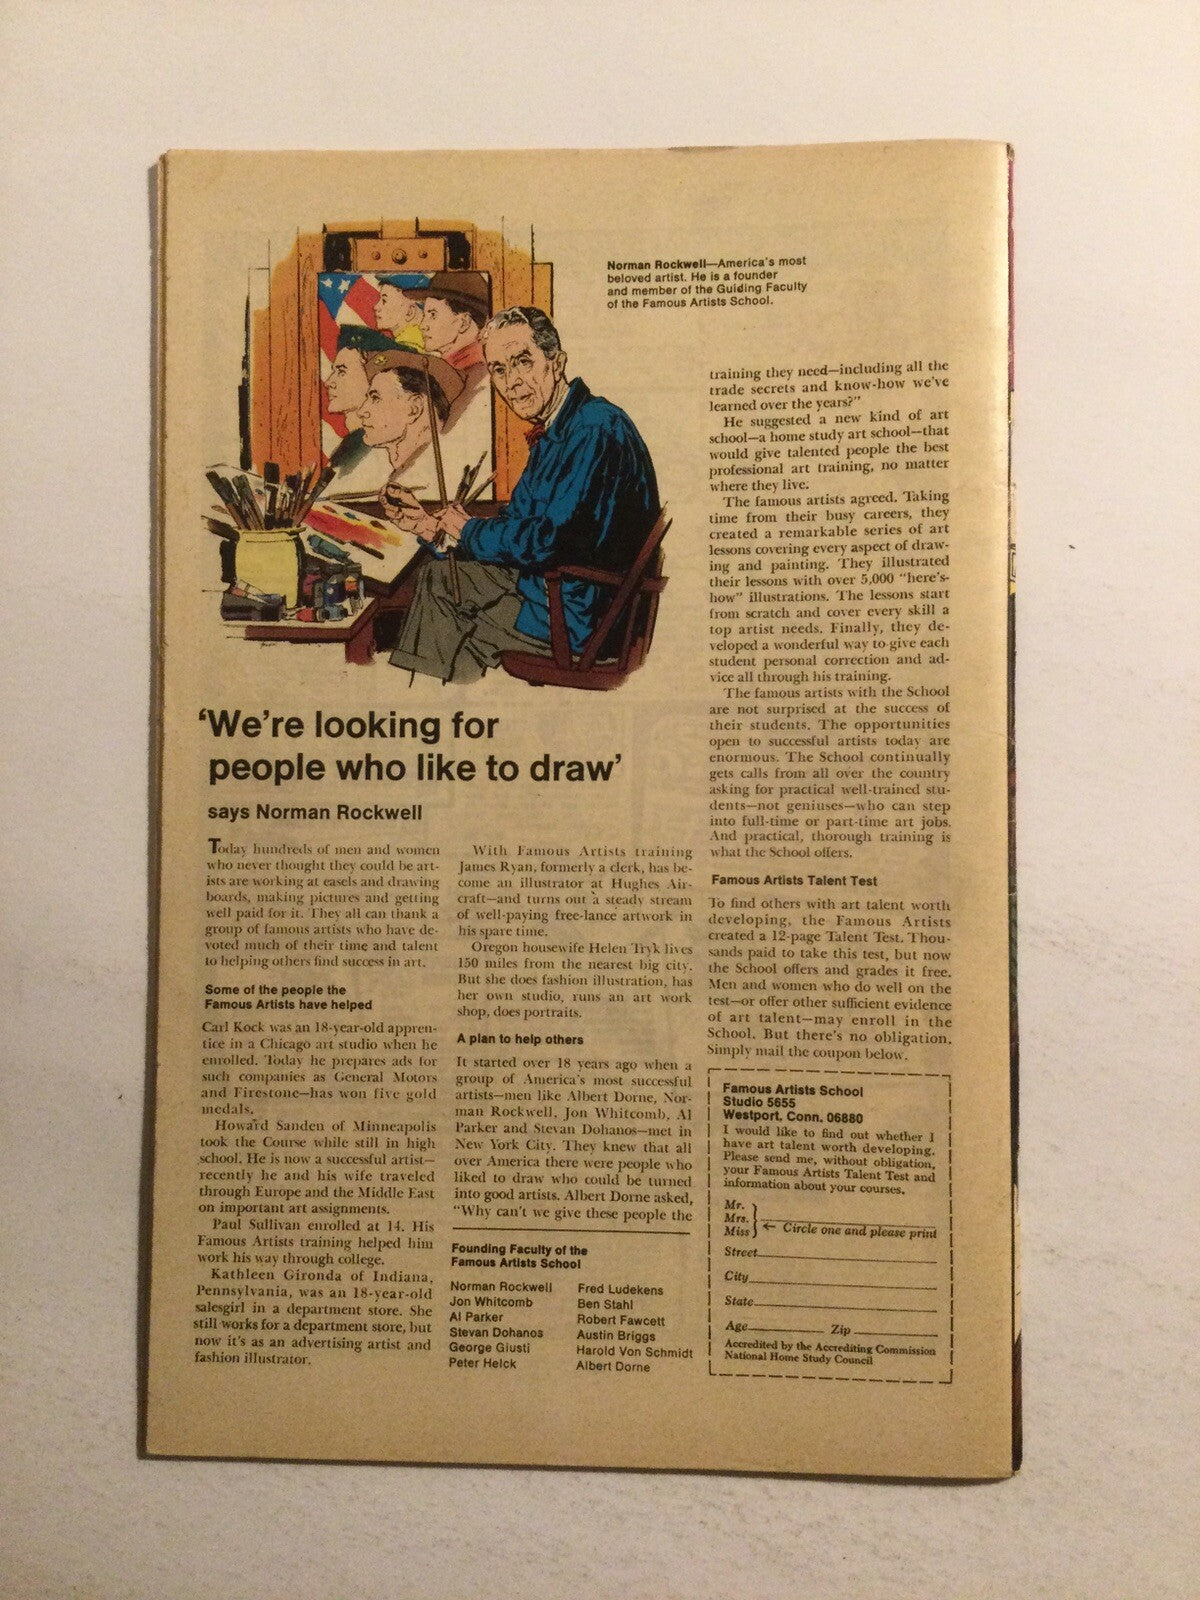 Norman Rockwell—America's most
beloved artist. He is a founder
and member of the Guiding Faculty
of the Famous Artists School.
'We're looking for
people who like to draw'
says Norman Rockwell
Today hundreds of men and women
who never thought they could be art-
ists are working at easels and drawing
boards, making pictures and getting
well paid for it. They all can thank a
group of famous artists who have de-
voted much of their time and talent
to helping others find success in art.
Some of the people the
Famous Artists have helped
Carl Kock was an 18-year-old appren-
tice in a Chicago art studio when he
enrolled. Today he prepares ads for
such companies as General Motors
and Firestone—has won five gold
medals.
Howard Sanden of Minneapolis
took the Course while still in high
school. He is now a successful artist—
recently he and his wife traveled
through Europe and the Middle East
on important art assignments.
Paul Sullivan enrolled at 14. His
Famous Artists training helped him
work his way through college.
Kathleen Gironda of Indiana,
Pennsylvania, was an 18-year-old
salesgirl in a department store. She
still works for a department store, but
now it's as an advertising artist and
fashion illustrator.
With Famous Artists training
James Ryan, formerly a clerk, has be-
come an illustrator at Hughes Air-
craft—and turns out a steady stream
of well-paying free-lance artwork in
his spare time.
Oregon housewife Helen Tryk lives
150 miles from the nearest big city.
But she does fashion illustration, has
her own studio, runs an art work
shop, does portraits.
A plan to help others
It started over 18 years ago when a
group of America's most successful
artists—men like Albert Dorne, Nor-
man Rockwell, Jon Whitcomb, Al
Parker and Stevan Dohanos—met in
New York City. They knew that all
over America there were people who
liked to draw who could be turned
into good artists. Albert Dorne asked,
"Why can't we give these people the
Founding Faculty of the
Famous Artists School
Norman Rockwell
Jon Whitcomb
Al Parker
Stevan Dohanos
George Giusti
Peter Helck
Fred Ludekens
Ben Stahl
Robert Fawcett
Austin Briggs
Harold Von Schmidt
Albert Dorne
training they need—including all the
trade secrets and know-how we've
learned over the years?"
He suggested a new kind of art
school—a home study art school—that
would give talented people the best
professional art training, no matter
where they live.
The famous artists agreed. Taking
time from their busy careers, they
created a remarkable series of art
lessons covering every aspect of draw-
ing and painting. They illustrated
their lessons with over 5,000 "here's-
how" illustrations. The lessons start
from scratch and cover every skill a
top artist needs. Finally, they de-
veloped a wonderful way to give each
student personal correction and ad-
vice all through his training.
The famous artists with the School
are not surprised at the success of
their students. The opportunities
open to successful artists today are
enormous. The School continually
gets calls from all over the country
asking for practical well-trained stu-
dents—not geniuses—who can step
into full-time or part-time art jobs.
And practical, thorough training is
what the School offers.
Famous Artists Talent Test
To find others with art talent worth
developing, the Famous Artists
created a 12-page Talent Test. Thou-
sands paid to take this test, but now
the School offers and grades it free.
Men and women who do well on the
test—or offer other sufficient evidence
of art talent—may enroll in the
School. But there's no obligation.
Simply mail the coupon below.
Famous Artists School
Studio 5655
Westport, Conn. 06880
I would like to find out whether I
have art talent worth developing.
Please send me, without obligation,
your Famous Artists Talent Test and
information about your courses.
Mr.
Mrs.
Miss ← Circle one and please print
Street
City
State
Age Zip
Accredited by the Accrediting Commission
National Home Study Council